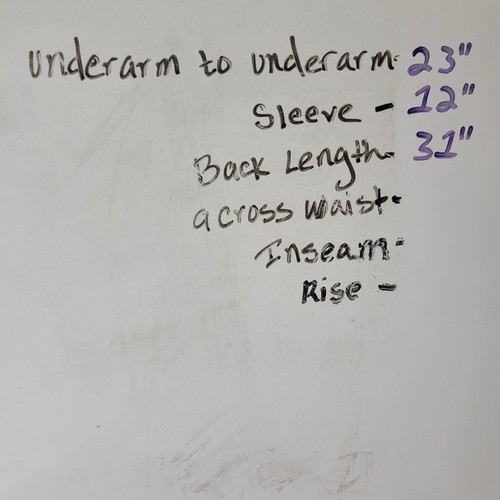 underarm to underarm- 23"
Sleeve - 12"
Back Length- 31"
across waist-
Inseam-
Rise -